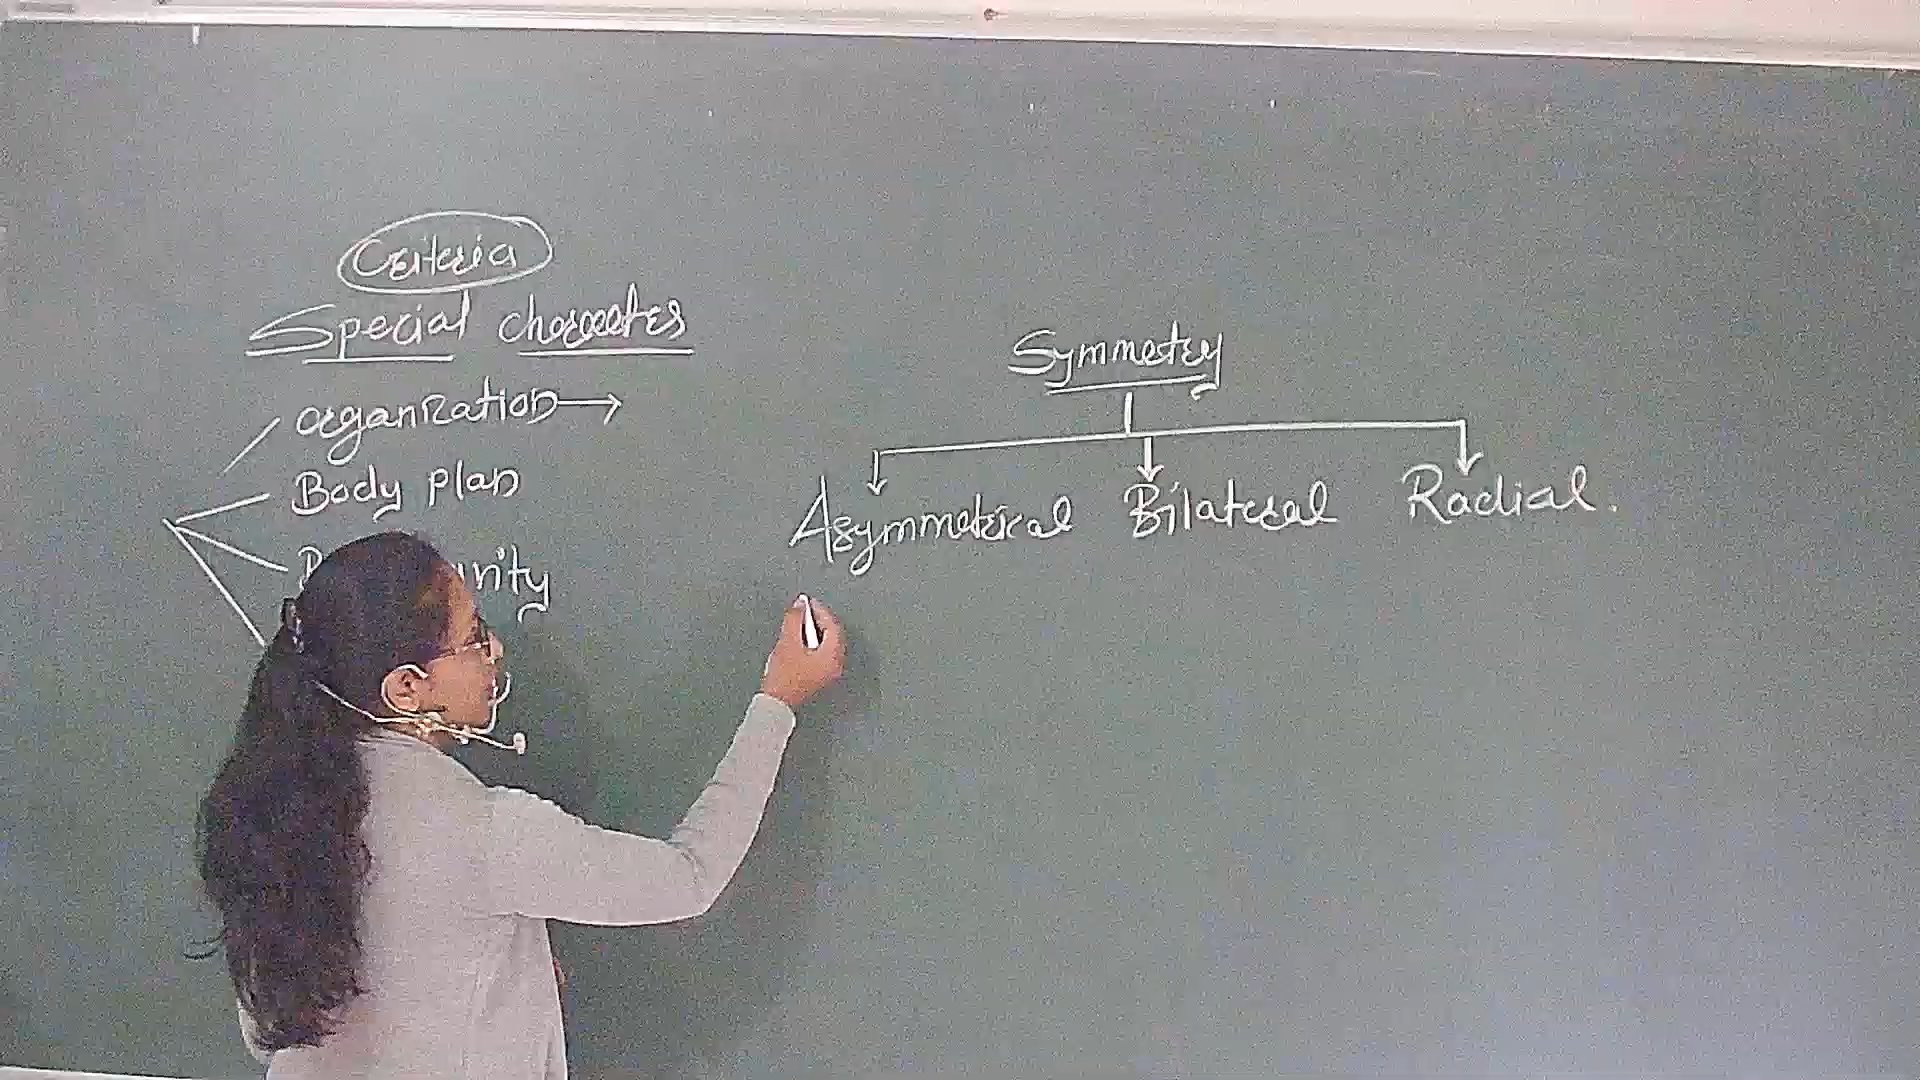 Criteria
Special characters
organization →
Body plan
Symmetry
Asymmetrical Bilateral Radial.